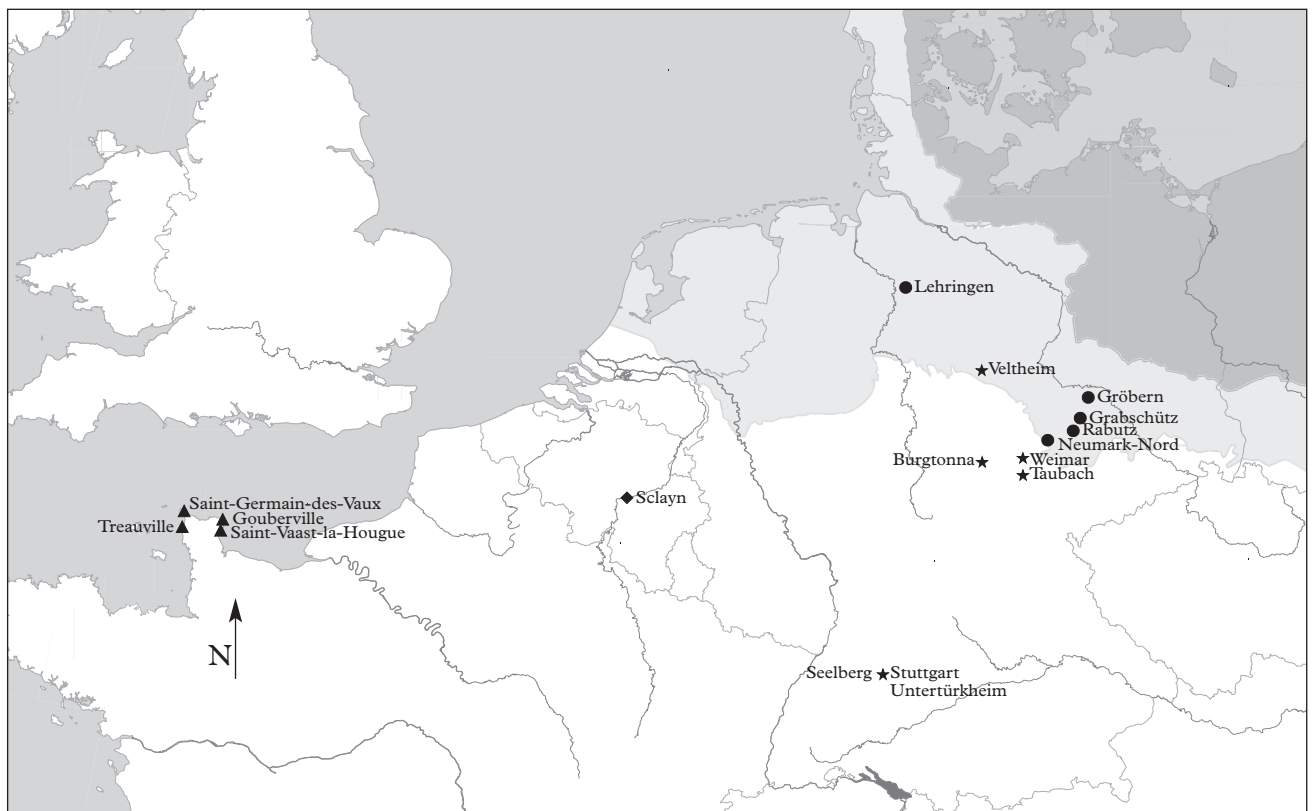 Lehringen
Veltheim
Gröbern
Grabschütz
Rabutz
Neumark-Nord
Burgtonna
Weimar
Taubach
Sclayn
Saint-Germain-des-Vaux
Treauville
Gouberville
Saint-Vaast-la-Hougue
N
Seelberg
Stuttgart
Untertürkheim